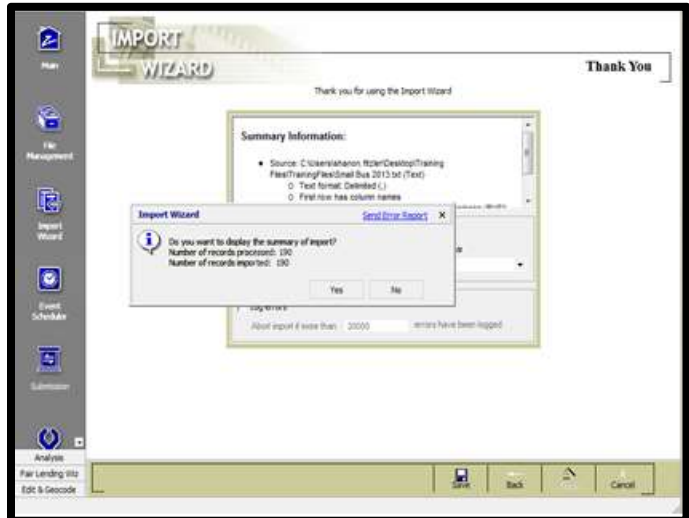 IMPORT
WIZARD
Thank You
Thank you for using the Import Wizard
Main
File
Management
Import
Wizard
Event
Scheduler
Submission
Analysis
Fair Lending Wiz
Edit & Geocode
Summary Information:
Source: C:\Users\shanon fitzler\Desktop\Training
Files\TrainingFiles\Small Bus 2013.txt (Text)
Text format: Delimited (,)
First row has column names
Import Wizard
Send Error Report
Do you want to display the summary of import?
Number of records processed: 190
Number of records imported: 190
Yes
No
Log errors
Abort import if more than
20000
errors have been logged
Save
Back
Cancel